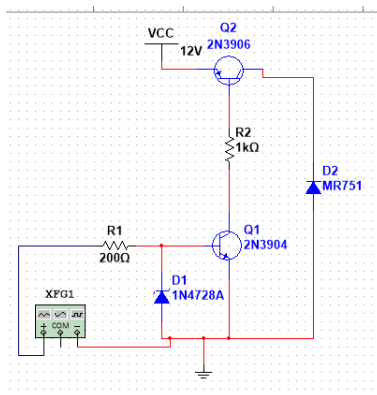 VCC
12V
Q2
2N3906
R2
1kΩ
D2
MR751
R1
200Ω
Q1
2N3904
D1
1N4728A
XFG1
+ COM −